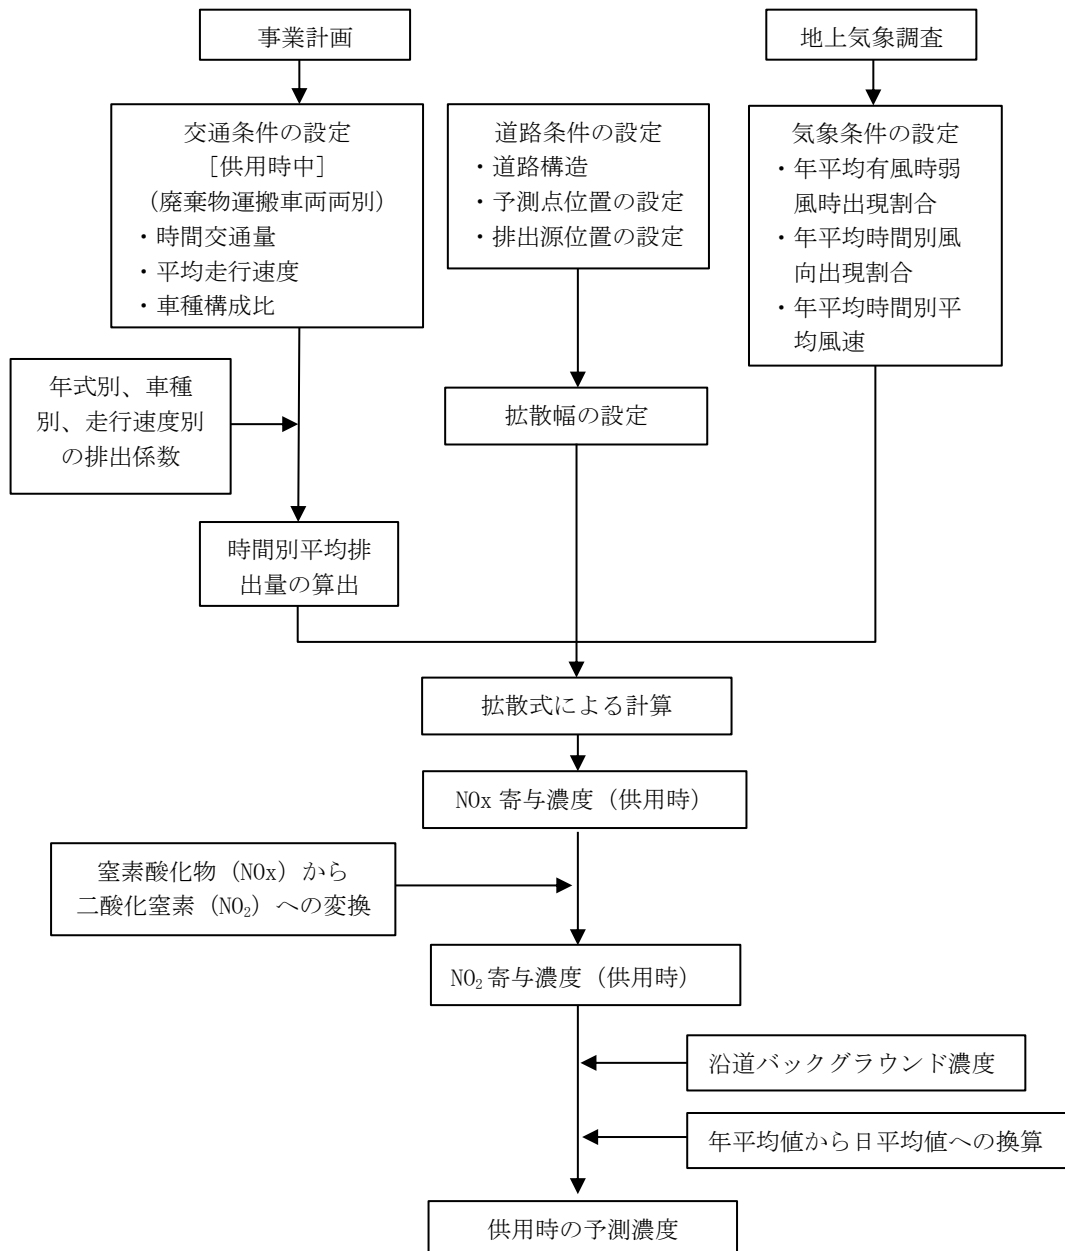 事業計画
地上気象調査
交通条件の設定
［供用時中］
（廃棄物運搬車両両別）
・時間交通量
・平均走行速度
・車種構成比
道路条件の設定
・道路構造
・予測点位置の設定
・排出源位置の設定
気象条件の設定
・年平均有風時弱
風時出現割合
・年平均時間別風
向出現割合
・年平均時間別平
均風速
年式別、車種
別、走行速度別
の排出係数
拡散幅の設定
時間別平均排
出量の算出
拡散式による計算
NOx 寄与濃度（供用時）
窒素酸化物（NOx）から
二酸化窒素（NO₂）への変換
NO₂ 寄与濃度（供用時）
沿道バックグラウンド濃度
年平均値から日平均値への換算
供用時の予測濃度